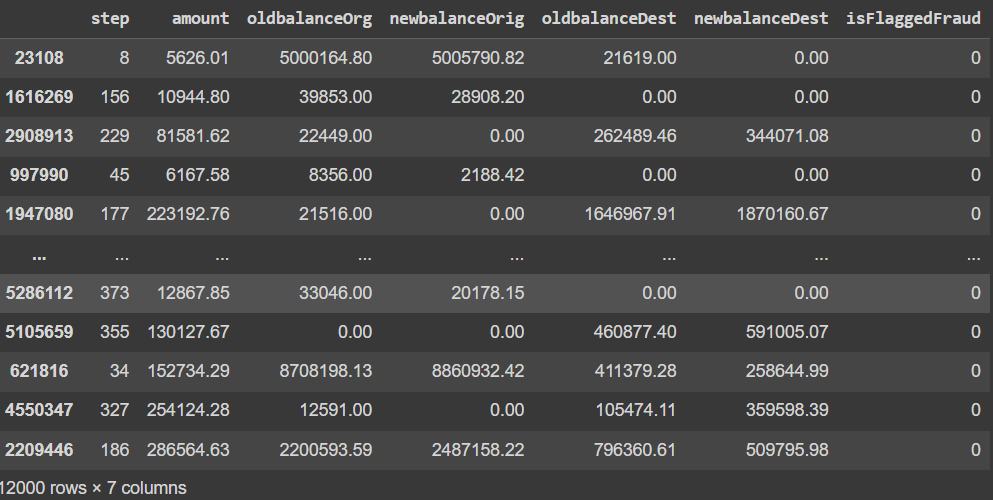 step amount oldbalanceOrg newbalanceOrig oldbalanceDest newbalanceDest isFlaggedFraud
23108 8 5626.01 5000164.80 5005790.82 21619.00 0.00 0
1616269 156 10944.80 39853.00 28908.20 0.00 0.00 0
2908913 229 81581.62 22449.00 0.00 262489.46 344071.08 0
997990 45 6167.58 8356.00 2188.42 0.00 0.00 0
1947080 177 223192.76 21516.00 0.00 1646967.91 1870160.67 0
... ... ... ... ... ... ... ...
5286112 373 12867.85 33046.00 20178.15 0.00 0.00 0
5105659 355 130127.67 0.00 0.00 460877.40 591005.07 0
621816 34 152734.29 8708198.13 8860932.42 411379.28 258644.99 0
4550347 327 254124.28 12591.00 0.00 105474.11 359598.39 0
2209446 186 286564.63 2200593.59 2487158.22 796360.61 509795.98 0
12000 rows × 7 columns